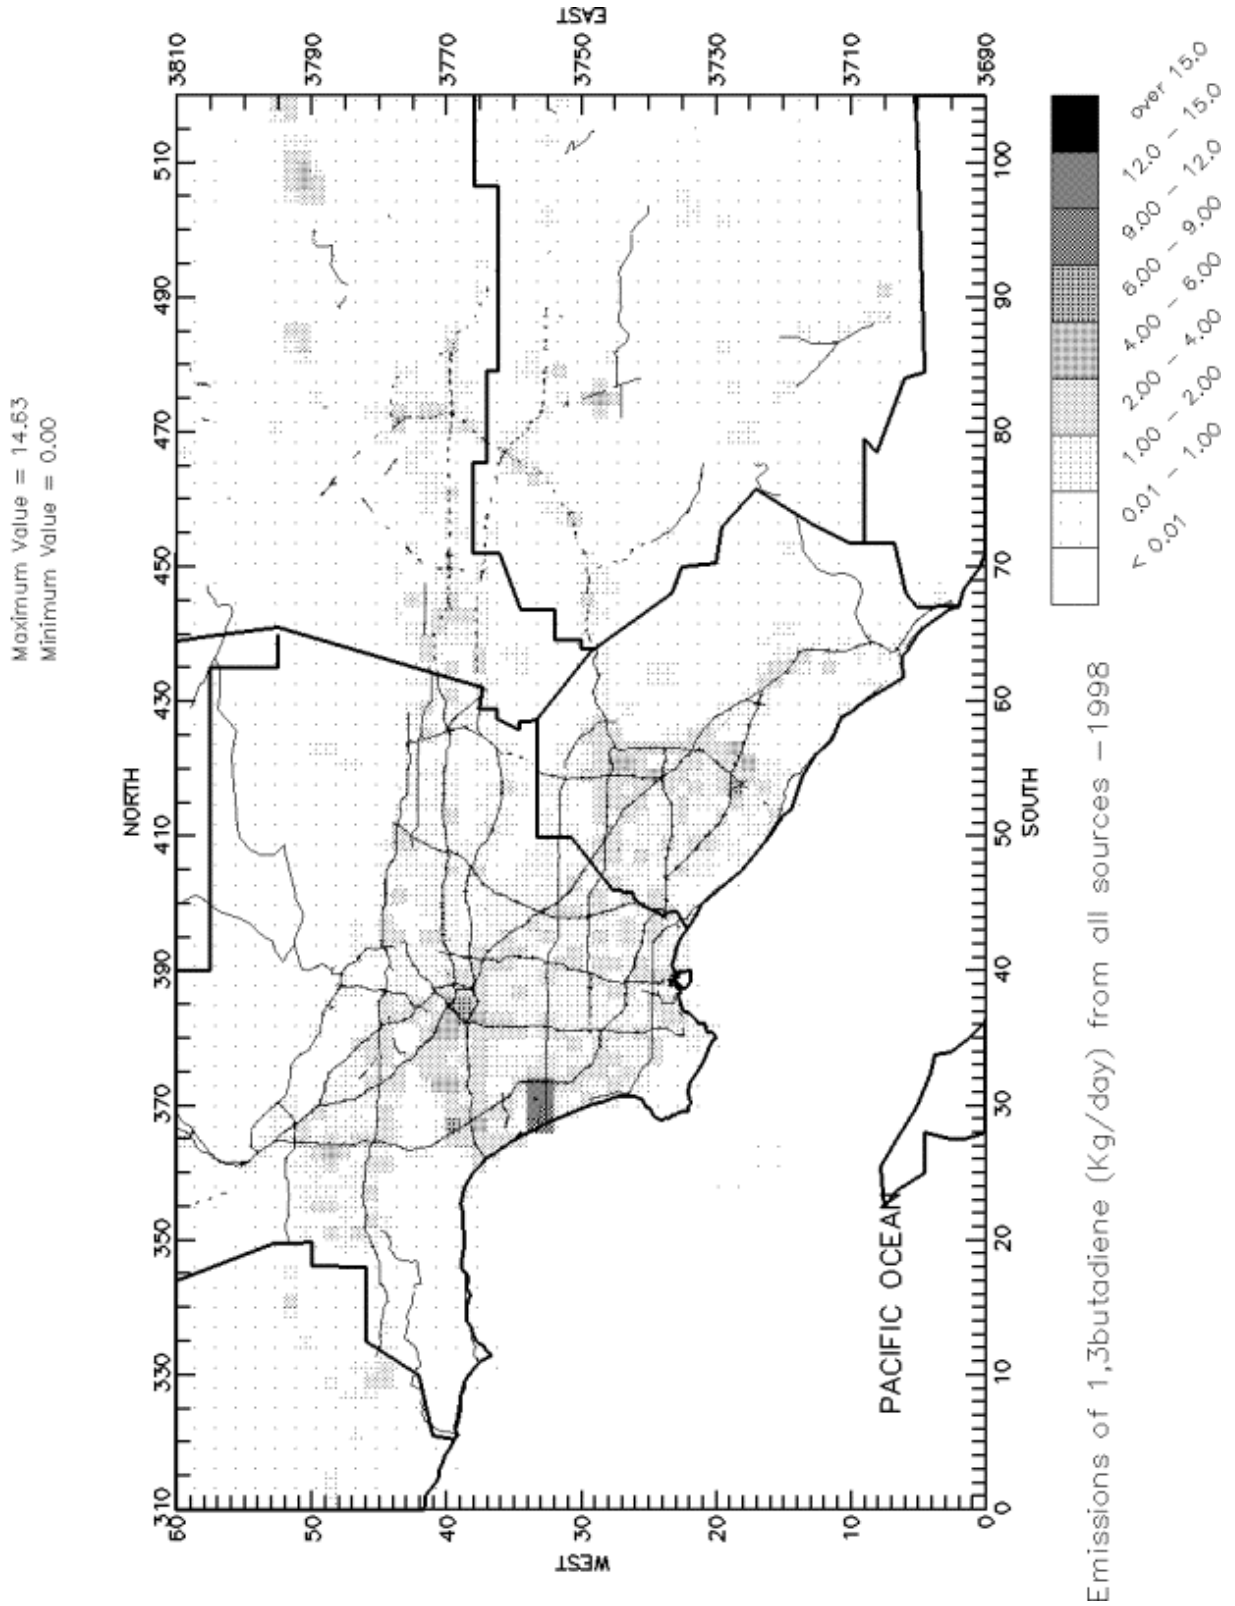 Maximum Value = 14.63
Minimum Value = 0.00
NORTH
310 330 350 370 390 410 430 450 470 490 510
60 50 40 30 20 10 0
WEST
3810 3790 3770 3750 3730 3710 3690
EAST
PACIFIC OCEAN
0 10 20 30 40 50 60 70 80 90 100
SOUTH
< 0.01
0.01 - 1.00
1.00 - 2.00
2.00 - 4.00
4.00 - 6.00
6.00 - 9.00
9.00 - 12.0
12.0 - 15.0
Over 15.0
Emissions of 1,3butadiene (Kg/day) from all sources - 1998